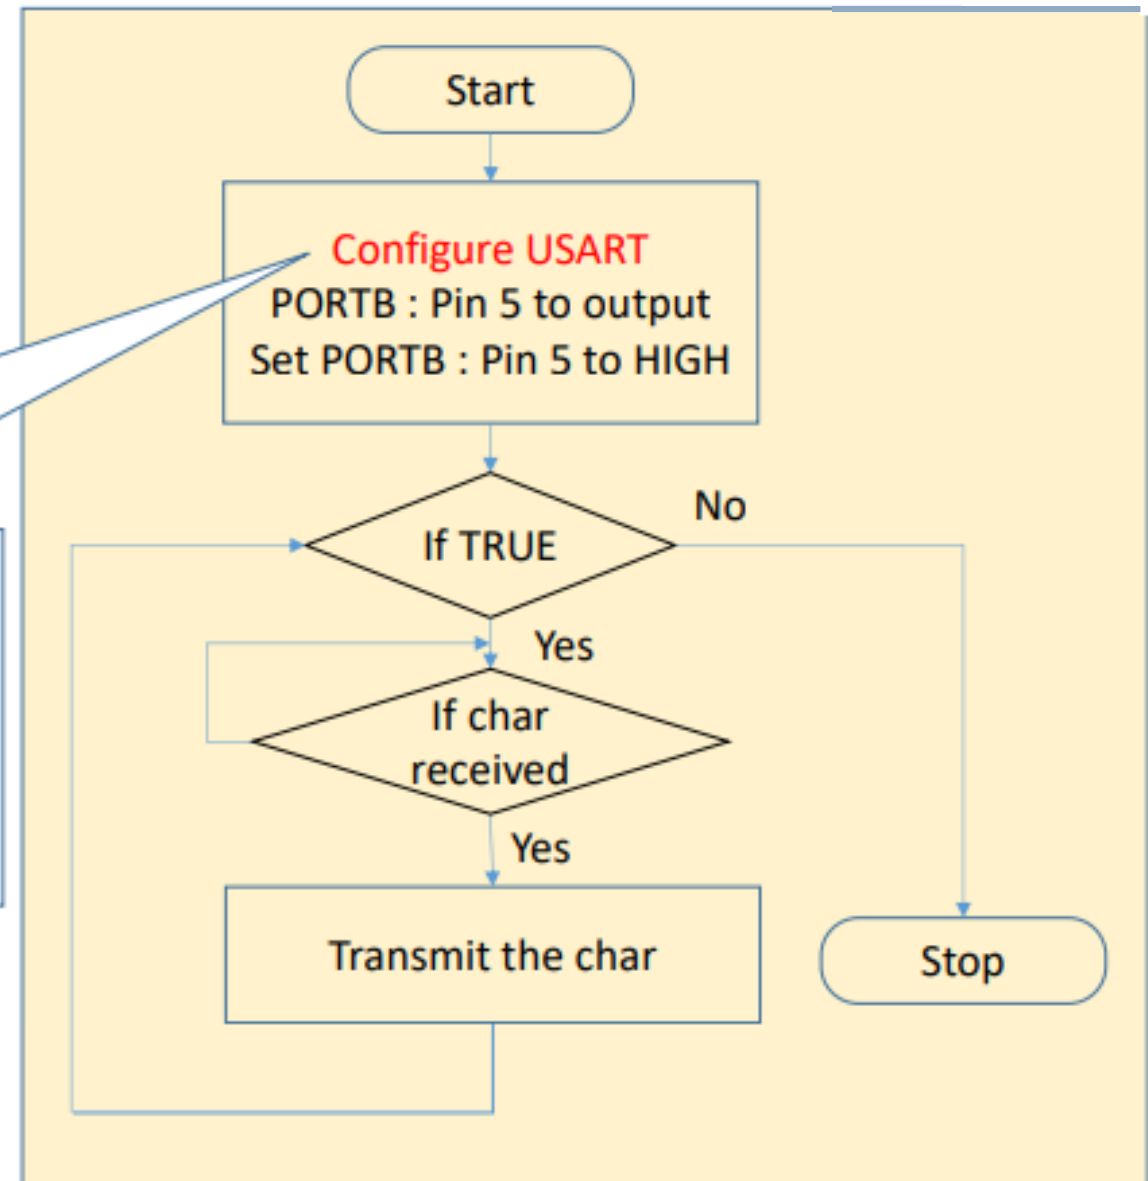 Start
Configure USART
PORTB : Pin 5 to output
Set PORTB : Pin 5 to HIGH
If TRUE
No
Yes
If char
received
Yes
Transmit the char
Stop